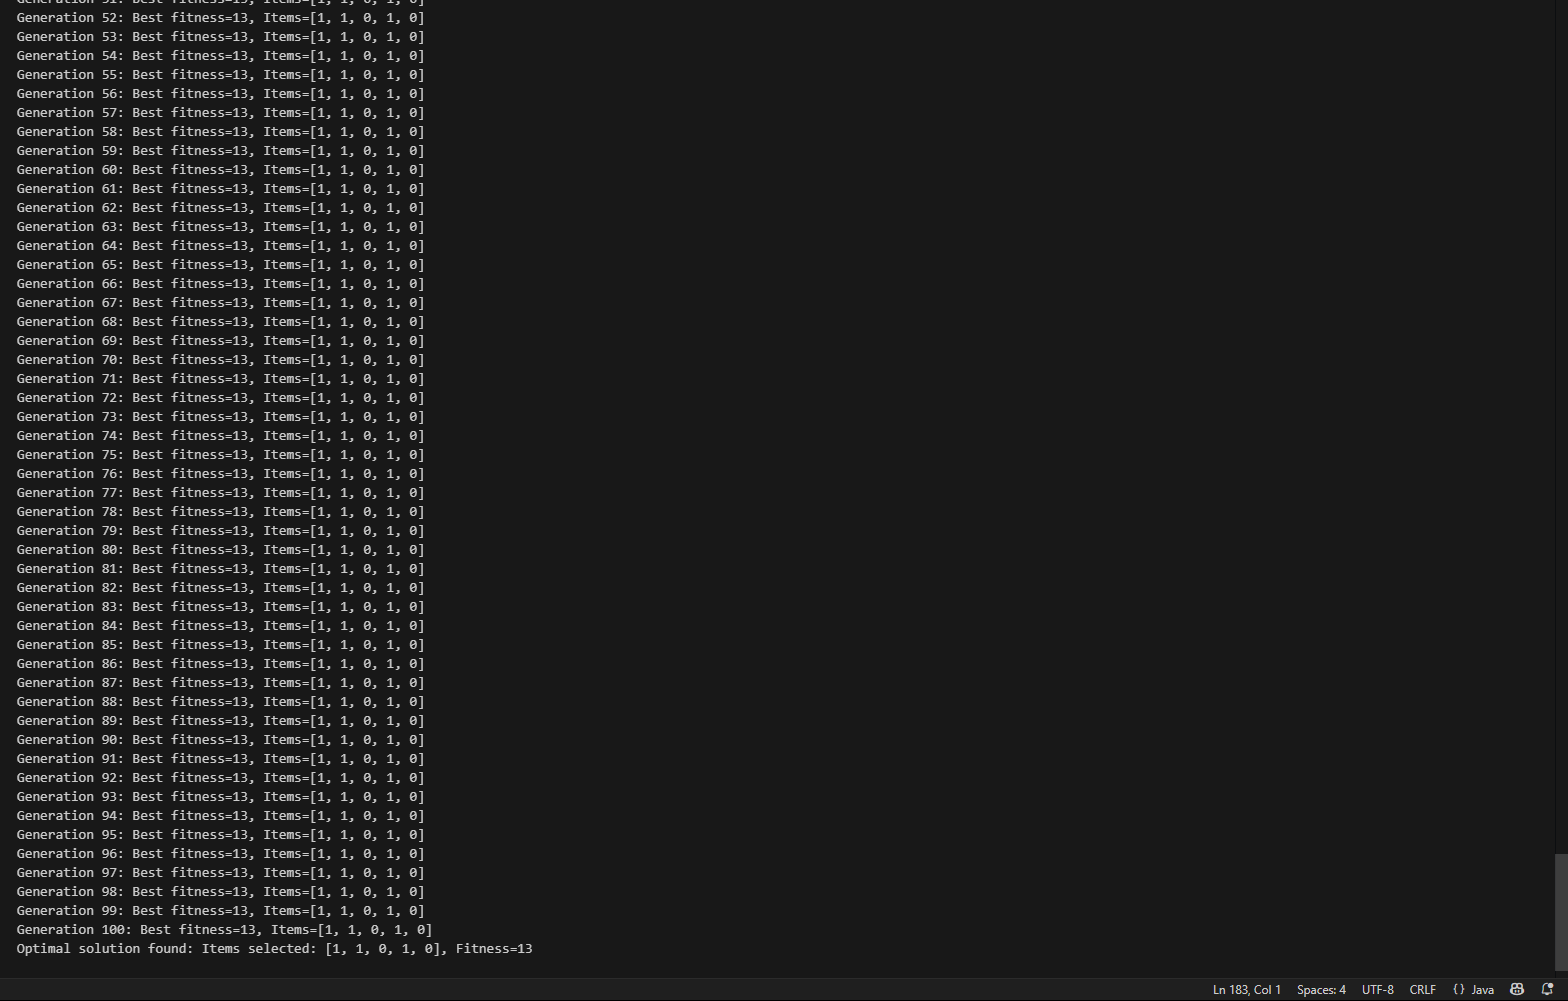 Generation 51: Best fitness=13, Items=[1, 1, 0, 1, 0]
Generation 52: Best fitness=13, Items=[1, 1, 0, 1, 0]
Generation 53: Best fitness=13, Items=[1, 1, 0, 1, 0]
Generation 54: Best fitness=13, Items=[1, 1, 0, 1, 0]
Generation 55: Best fitness=13, Items=[1, 1, 0, 1, 0]
Generation 56: Best fitness=13, Items=[1, 1, 0, 1, 0]
Generation 57: Best fitness=13, Items=[1, 1, 0, 1, 0]
Generation 58: Best fitness=13, Items=[1, 1, 0, 1, 0]
Generation 59: Best fitness=13, Items=[1, 1, 0, 1, 0]
Generation 60: Best fitness=13, Items=[1, 1, 0, 1, 0]
Generation 61: Best fitness=13, Items=[1, 1, 0, 1, 0]
Generation 62: Best fitness=13, Items=[1, 1, 0, 1, 0]
Generation 63: Best fitness=13, Items=[1, 1, 0, 1, 0]
Generation 64: Best fitness=13, Items=[1, 1, 0, 1, 0]
Generation 65: Best fitness=13, Items=[1, 1, 0, 1, 0]
Generation 66: Best fitness=13, Items=[1, 1, 0, 1, 0]
Generation 67: Best fitness=13, Items=[1, 1, 0, 1, 0]
Generation 68: Best fitness=13, Items=[1, 1, 0, 1, 0]
Generation 69: Best fitness=13, Items=[1, 1, 0, 1, 0]
Generation 70: Best fitness=13, Items=[1, 1, 0, 1, 0]
Generation 71: Best fitness=13, Items=[1, 1, 0, 1, 0]
Generation 72: Best fitness=13, Items=[1, 1, 0, 1, 0]
Generation 73: Best fitness=13, Items=[1, 1, 0, 1, 0]
Generation 74: Best fitness=13, Items=[1, 1, 0, 1, 0]
Generation 75: Best fitness=13, Items=[1, 1, 0, 1, 0]
Generation 76: Best fitness=13, Items=[1, 1, 0, 1, 0]
Generation 77: Best fitness=13, Items=[1, 1, 0, 1, 0]
Generation 78: Best fitness=13, Items=[1, 1, 0, 1, 0]
Generation 79: Best fitness=13, Items=[1, 1, 0, 1, 0]
Generation 80: Best fitness=13, Items=[1, 1, 0, 1, 0]
Generation 81: Best fitness=13, Items=[1, 1, 0, 1, 0]
Generation 82: Best fitness=13, Items=[1, 1, 0, 1, 0]
Generation 83: Best fitness=13, Items=[1, 1, 0, 1, 0]
Generation 84: Best fitness=13, Items=[1, 1, 0, 1, 0]
Generation 85: Best fitness=13, Items=[1, 1, 0, 1, 0]
Generation 86: Best fitness=13, Items=[1, 1, 0, 1, 0]
Generation 87: Best fitness=13, Items=[1, 1, 0, 1, 0]
Generation 88: Best fitness=13, Items=[1, 1, 0, 1, 0]
Generation 89: Best fitness=13, Items=[1, 1, 0, 1, 0]
Generation 90: Best fitness=13, Items=[1, 1, 0, 1, 0]
Generation 91: Best fitness=13, Items=[1, 1, 0, 1, 0]
Generation 92: Best fitness=13, Items=[1, 1, 0, 1, 0]
Generation 93: Best fitness=13, Items=[1, 1, 0, 1, 0]
Generation 94: Best fitness=13, Items=[1, 1, 0, 1, 0]
Generation 95: Best fitness=13, Items=[1, 1, 0, 1, 0]
Generation 96: Best fitness=13, Items=[1, 1, 0, 1, 0]
Generation 97: Best fitness=13, Items=[1, 1, 0, 1, 0]
Generation 98: Best fitness=13, Items=[1, 1, 0, 1, 0]
Generation 99: Best fitness=13, Items=[1, 1, 0, 1, 0]
Generation 100: Best fitness=13, Items=[1, 1, 0, 1, 0]
Optimal solution found: Items selected: [1, 1, 0, 1, 0], Fitness=13
Ln 183, Col 1 Spaces: 4 UTF-8 CRLF {} Java